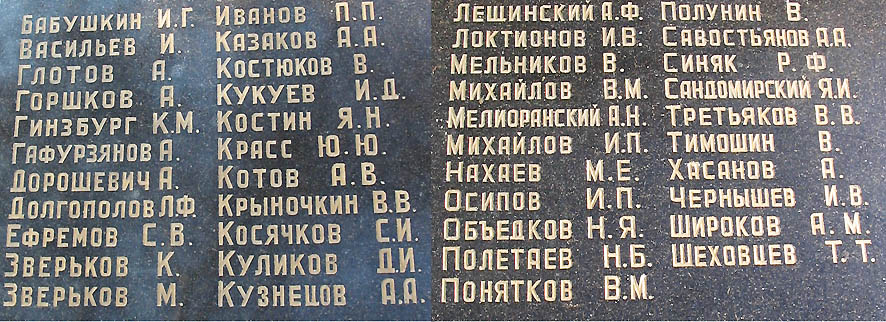 Бабушкин И.Г.
Васильев И.
Глотов А.
Горшков А.
Гинзбург К.М.
Гафурзянов А.
Дорошевич А.
Долгополов Л.Ф.
Ефремов С.В.
Зверьков К.
Зверьков М.
Иванов П.П.
Казаков А.А.
Костюков В.
Кукуев И.Д.
Костин Я.Н.
Красс Ю.Ю.
Котов А.В.
Крыночкин В.В.
Косячков С.И.
Куликов Д.И.
Кузнецов А.А.
Лещинский А.Ф.
Локтионов И.В.
Мельников В.
Михайлов В.М.
Мелиоранский А.Н.
Михайлов И.П.
Нахаев М.Е.
Осипов И.П.
Объедков Н.Я.
Полетаев Н.Б.
Понятков В.М.
Полунин В.
Савостьянов А.А.
Синяк Р.Ф.
Сандомирский Я.И.
Третьяков В.В.
Тимошин В.
Хасанов А.
Чернышев И.В.
Широков А.М.
Шеховцев Т.Т.